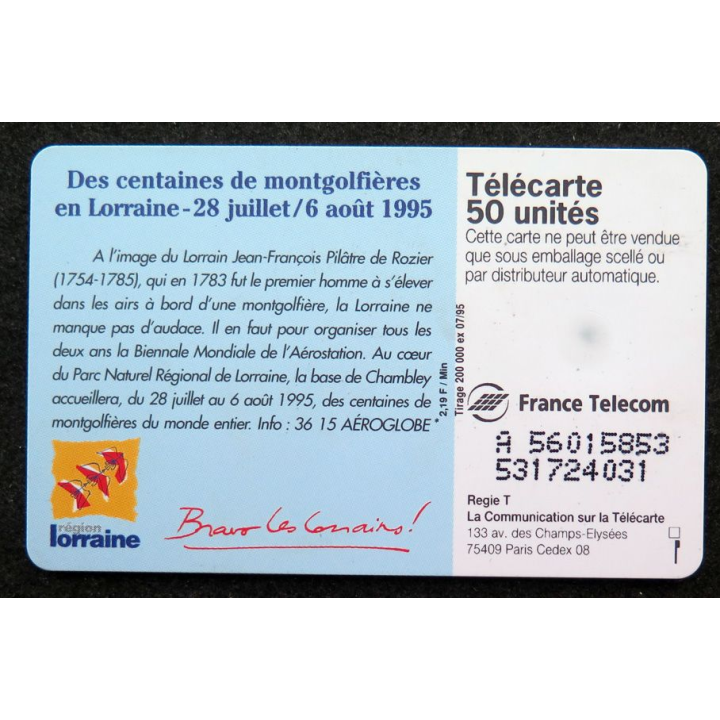 Des centaines de montgolfières
en Lorraine-28 juillet/6 août 1995
A l'image du Lorrain Jean-François Pilâtre de Rozier
(1754-1785), qui en 1783 fut le premier homme à s'élever
dans les airs à bord d'une montgolfière, la Lorraine ne
manque pas d'audace. Il en faut pour organiser tous les
deux ans la Biennale Mondiale de l'Aérostation. Au cœur
du Parc Naturel Régional de Lorraine, la base de Chambley
accueillera, du 28 juillet au 6 août 1995, des centaines de
montgolfières du monde entier. Info : 36 15 AÉROGLOBE*
*2,19 F / Min
région
lorraine
Bravo les Lorrains!
Télécarte
50 unités
Cette carte ne peut être vendue
que sous emballage scellé ou
par distributeur automatique.
Tirage 200 000 ex 07/95
France Telecom
A 56015853
531724031
Regie T
La Communication sur la Télécarte
133 av. des Champs-Elysées
75409 Paris Cedex 08